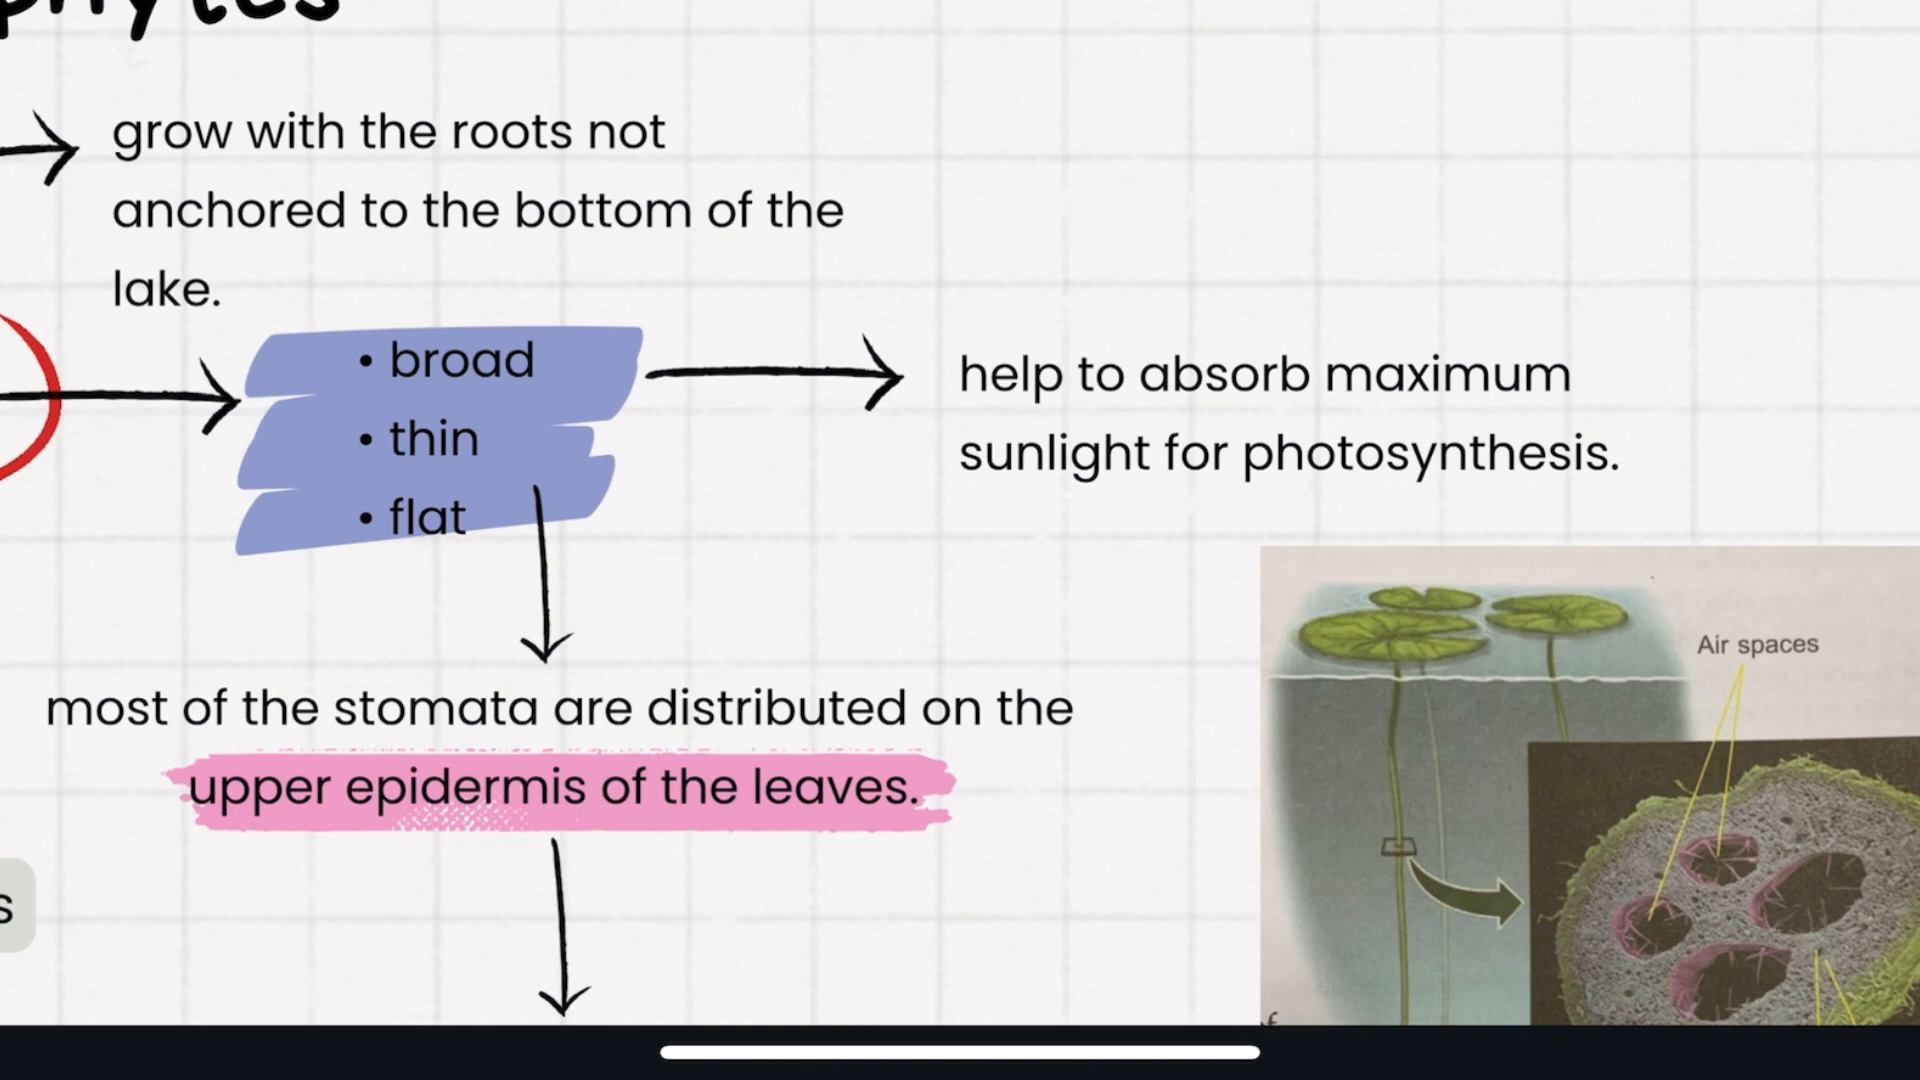 grow with the roots not
anchored to the bottom of the
lake.
• broad
• thin
• flat
help to absorb maximum
sunlight for photosynthesis.
most of the stomata are distributed on the
upper epidermis of the leaves.
Air spaces
s